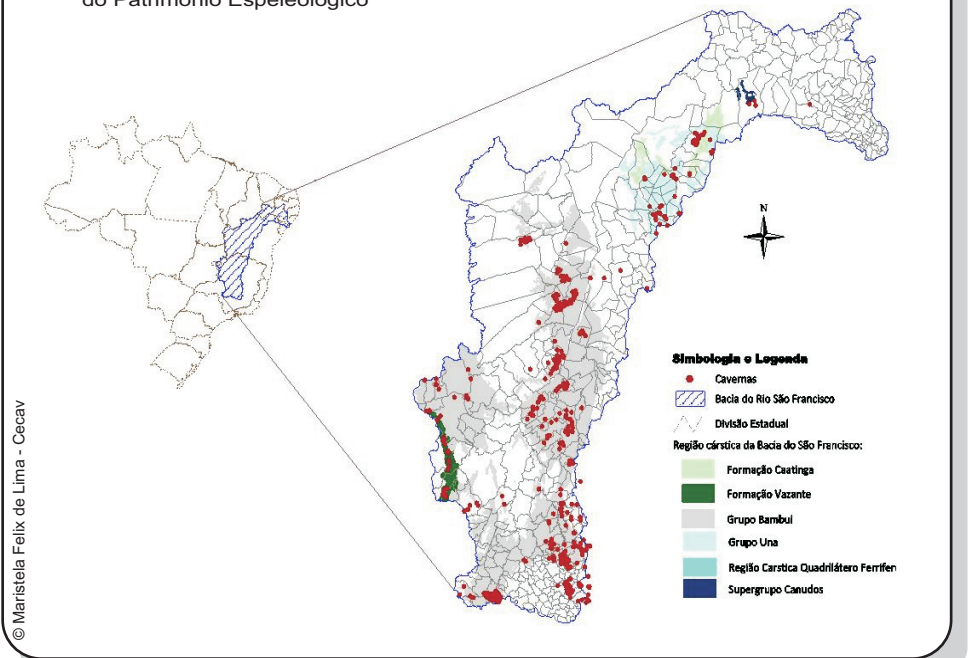 do Patrimônio Espeleológico
N
Simbologia e Legenda
Cavernas
Bacia do Rio São Francisco
Divisão Estadual
Região cárstica da Bacia do São Francisco:
Formação Caatinga
Formação Vazante
Grupo Bambuí
Grupo Una
Região Carstica Quadrilátero Ferrifen
Supergrupo Canudos
© Maristela Felix de Lima - Cecav